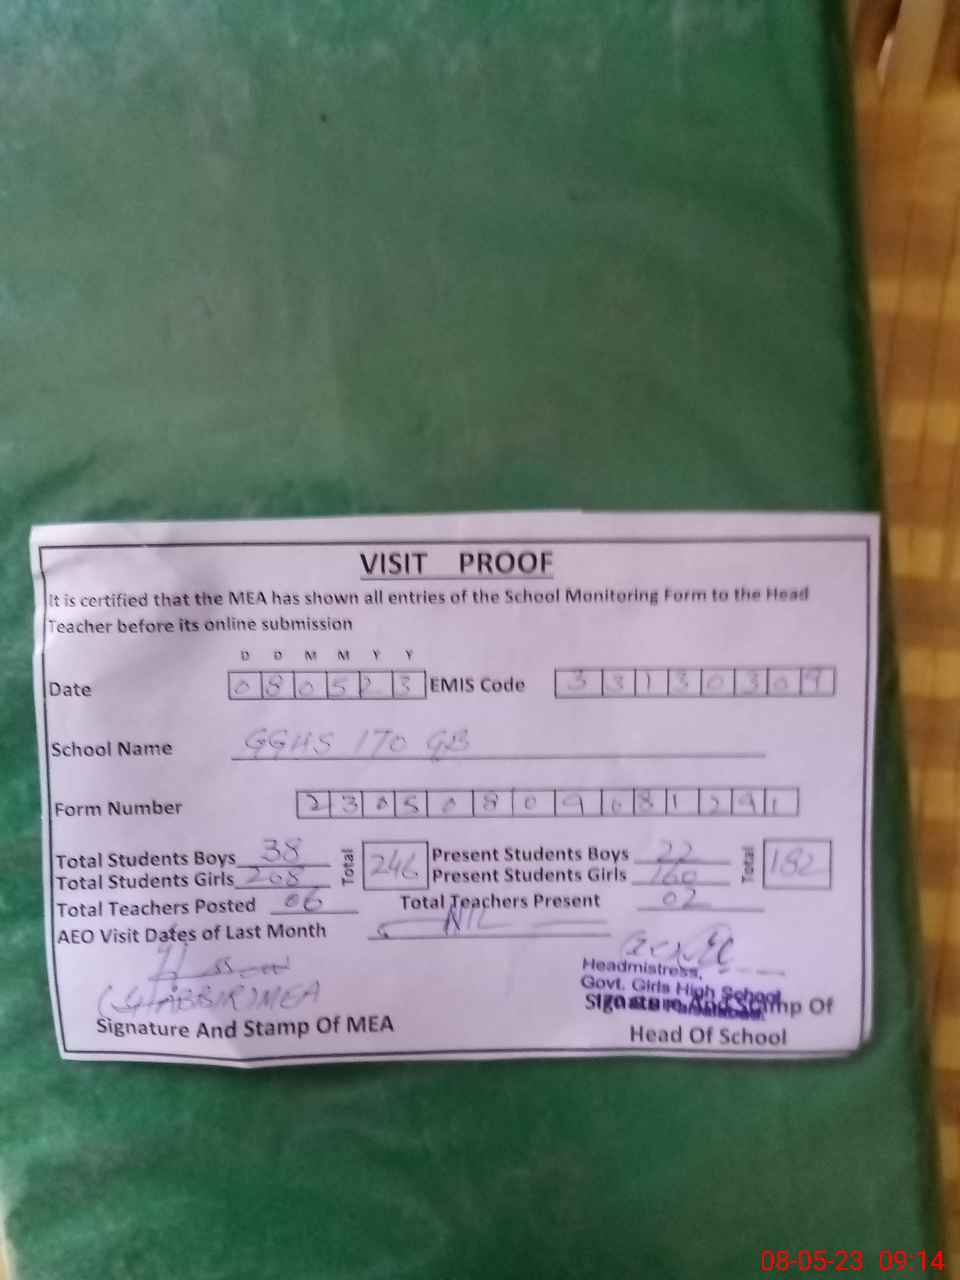 VISIT PROOF
It is certified that the MEA has shown all entries of the School Monitoring Form to the Head
Teacher before its online submission
D D M M Y Y
Date 0 8 0 5 2 3 EMIS Code 3 3 1 3 0 3 0 9
School Name GGHS 170 GB
Form Number 2 3 0 5 0 8 0 9 0 8 1 2 9 1
Total Students Boys 38 Total 246 Present Students Boys 22 Total 182
Total Students Girls 208 Present Students Girls 160
Total Teachers Posted 06 Total Teachers Present 02
AEO Visit Dates of Last Month NIL
(SHABBIR) MEA
Signature And Stamp Of MEA
Headmistress,
Govt. Girls High School
Signature And Stamp Of
Head Of School
08-05-23 09:14